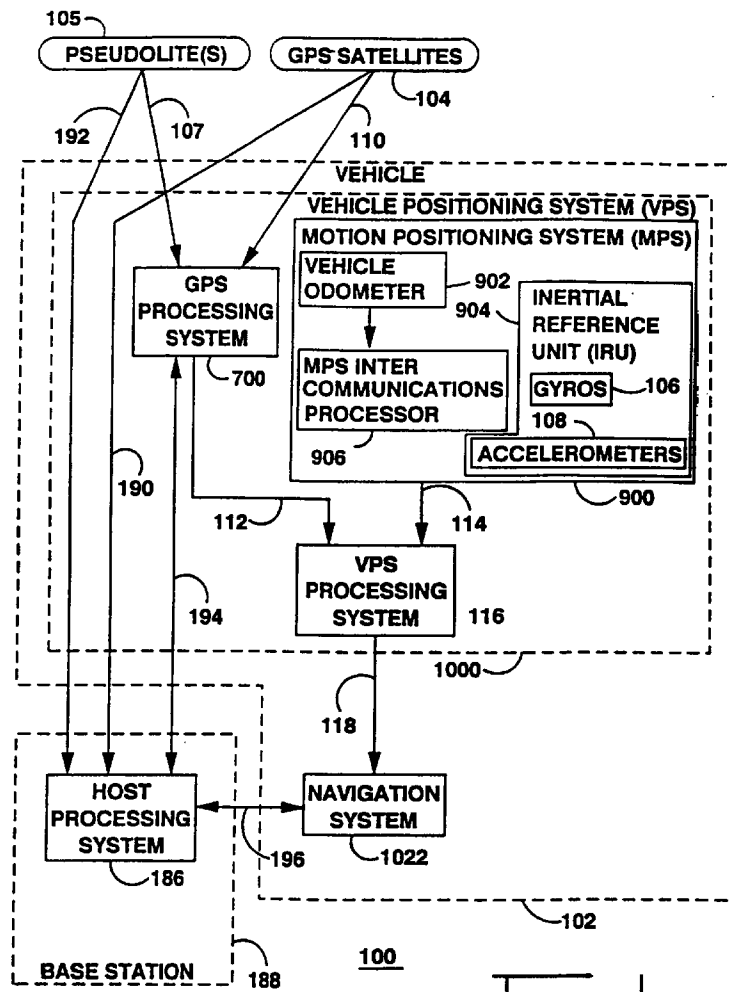 105
PSEUDOLITE(S)
GPS SATELLITES
104
192
107
110
VEHICLE
VEHICLE POSITIONING SYSTEM (VPS)
MOTION POSITIONING SYSTEM (MPS)
VEHICLE
ODOMETER
902
904
INERTIAL
REFERENCE
UNIT (IRU)
GPS
PROCESSING
SYSTEM
700
MPS INTER
COMMUNICATIONS
PROCESSOR
906
GYROS
106
108
ACCELEROMETERS
900
190
112
114
194
VPS
PROCESSING
SYSTEM
116
1000
118
HOST
PROCESSING
SYSTEM
186
196
NAVIGATION
SYSTEM
1022
102
BASE STATION
188
100